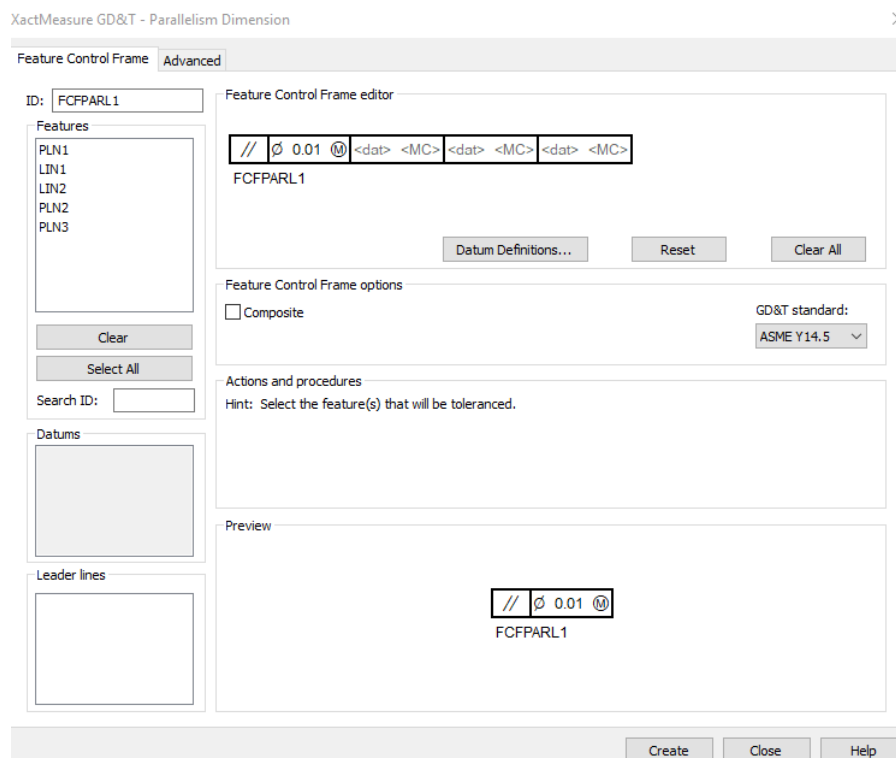 XactMeasure GD&T - Parallelism Dimension
Feature Control Frame Advanced
ID: FCFPARL1
Features
PLN1
LIN1
LIN2
PLN2
PLN3
Clear
Select All
Search ID:
Datums
Leader lines
Feature Control Frame editor
// Ø 0.01 Ⓜ <dat> <MC> <dat> <MC> <dat> <MC>
FCFPARL1
Datum Definitions... Reset Clear All
Feature Control Frame options
Composite
GD&T standard:
ASME Y14.5
Actions and procedures
Hint: Select the feature(s) that will be toleranced.
Preview
// Ø 0.01 Ⓜ
FCFPARL1
Create Close Help